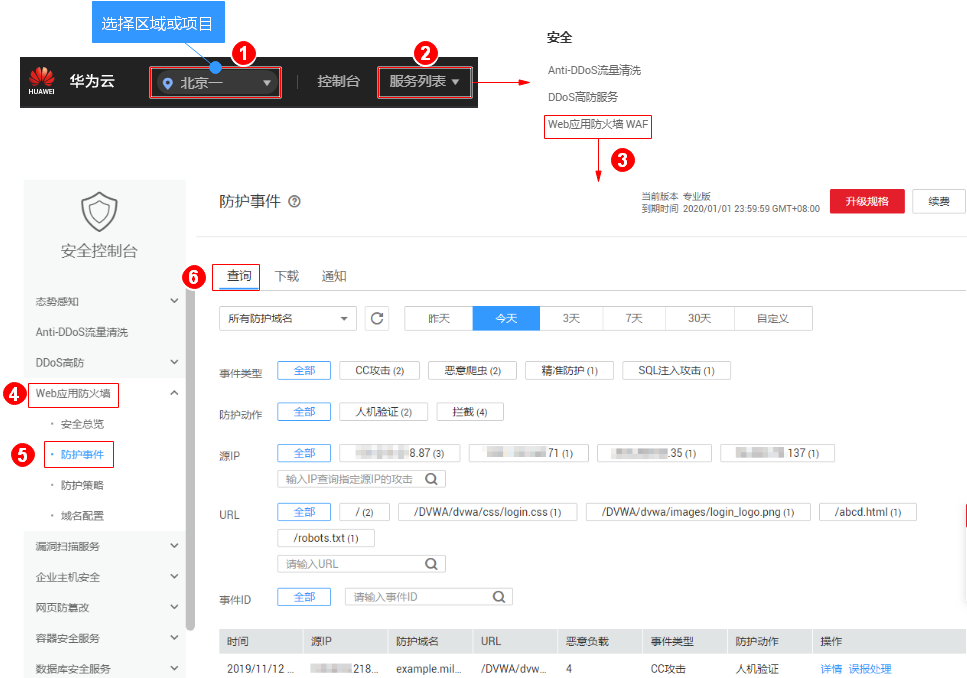 选择区域或项目
1
2
HUAWEI
华为云
北京一
控制台
服务列表
安全
Anti-DDoS流量清洗
DDoS高防服务
Web应用防火墙 WAF
3
安全控制台
态势感知
Anti-DDoS流量清洗
DDoS高防
4
Web应用防火墙
安全总览
5
防护事件
防护策略
域名配置
漏洞扫描服务
企业主机安全
网页防篡改
容器安全服务
数据库安全服务
防护事件 ?
当前版本 专业版
到期时间 2020/01/01 23:59:59 GMT+08:00
升级规格
续费
6
查询 下载 通知
所有防护域名
昨天 今天 3天 7天 30天 自定义
事件类型 全部 CC攻击 (2) 恶意爬虫 (2) 精准防护 (1) SQL注入攻击 (1)
防护动作 全部 人机验证 (2) 拦截 (4)
源IP 全部 8.87 (3) 71 (1) .35 (1) 137 (1)
输入IP查询指定源IP的攻击
URL 全部 / (2) /DVWA/dvwa/css/login.css (1) /DVWA/dvwa/images/login_logo.png (1) /abcd.html (1)
/robots.txt (1)
请输入URL
事件ID 全部 请输入事件ID
时间 源IP 防护域名 URL 恶意负载 事件类型 防护动作 操作
2019/11/12 ... 218... example.mil... /DVWA/dvw... 4 CC攻击 人机验证 详情 误报处理